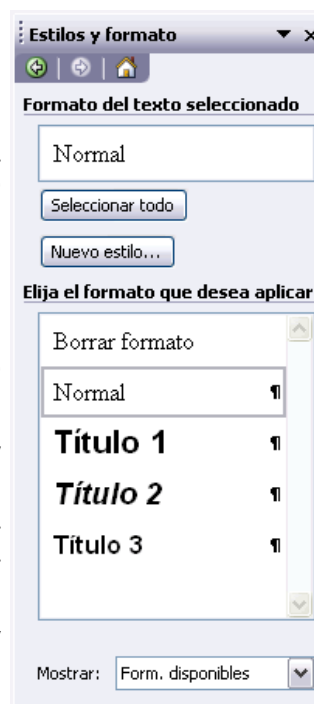 Estilos y formato
Formato del texto seleccionado
Normal
Seleccionar todo
Nuevo estilo...
Elija el formato que desea aplicar
Borrar formato
Normal ¶
Título 1 ¶
Título 2 ¶
Título 3 ¶
Mostrar: Form. disponibles